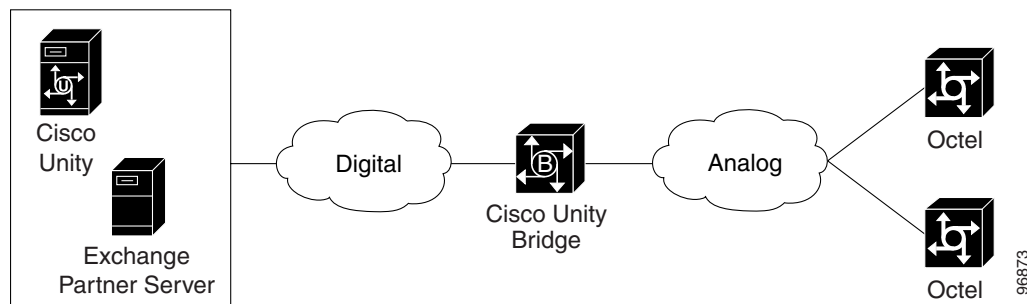 U
Cisco
Unity
Exchange
Partner Server
Digital
B
Cisco Unity
Bridge
Analog
Octel
Octel
96873